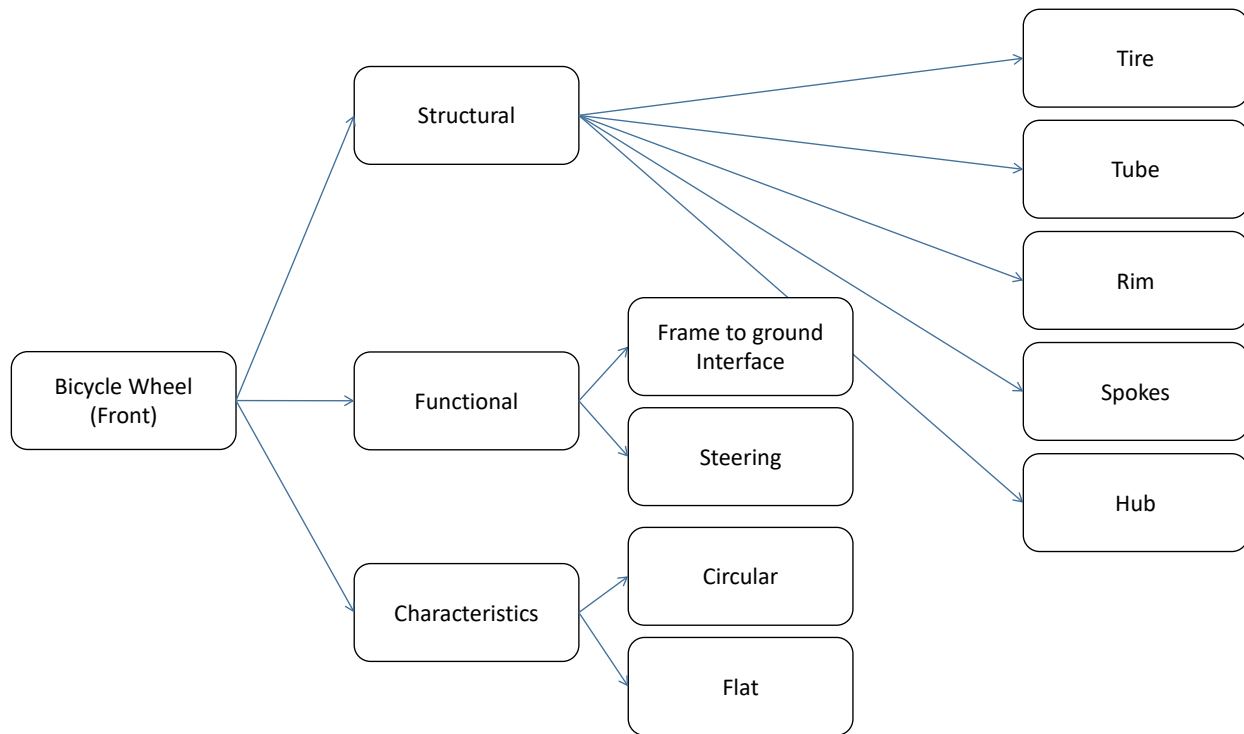 Bicycle Wheel
(Front)
Structural
Functional
Characteristics
Frame to ground
Interface
Steering
Circular
Flat
Tire
Tube
Rim
Spokes
Hub